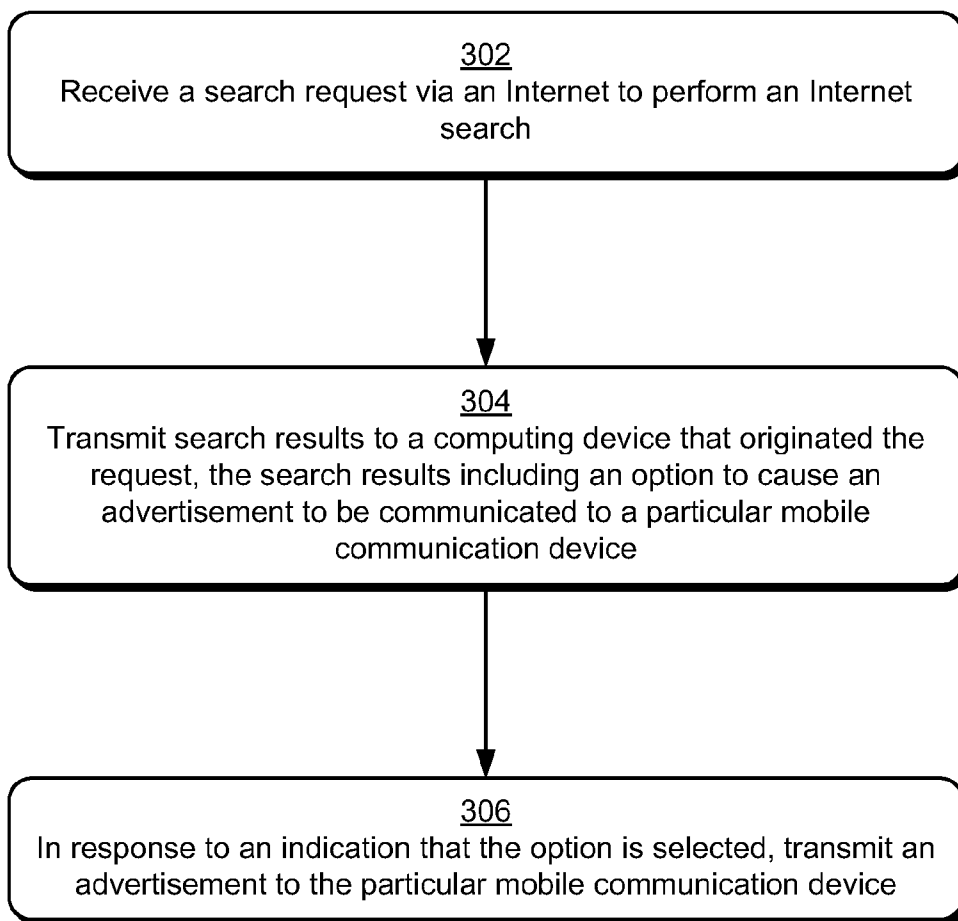 302
Receive a search request via an Internet to perform an Internet
search
304
Transmit search results to a computing device that originated the
request, the search results including an option to cause an
advertisement to be communicated to a particular mobile
communication device
306
In response to an indication that the option is selected, transmit an
advertisement to the particular mobile communication device